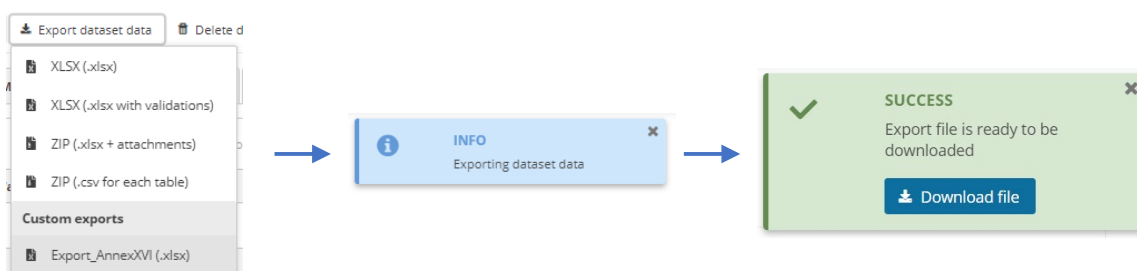 Export dataset data
Delete d
XLSX (.xlsx)
XLSX (.xlsx with validations)
ZIP (.xlsx + attachments)
ZIP (.csv for each table)
Custom exports
Export_AnnexXVI (.xlsx)
INFO
Exporting dataset data
SUCCESS
Export file is ready to be
downloaded
Download file